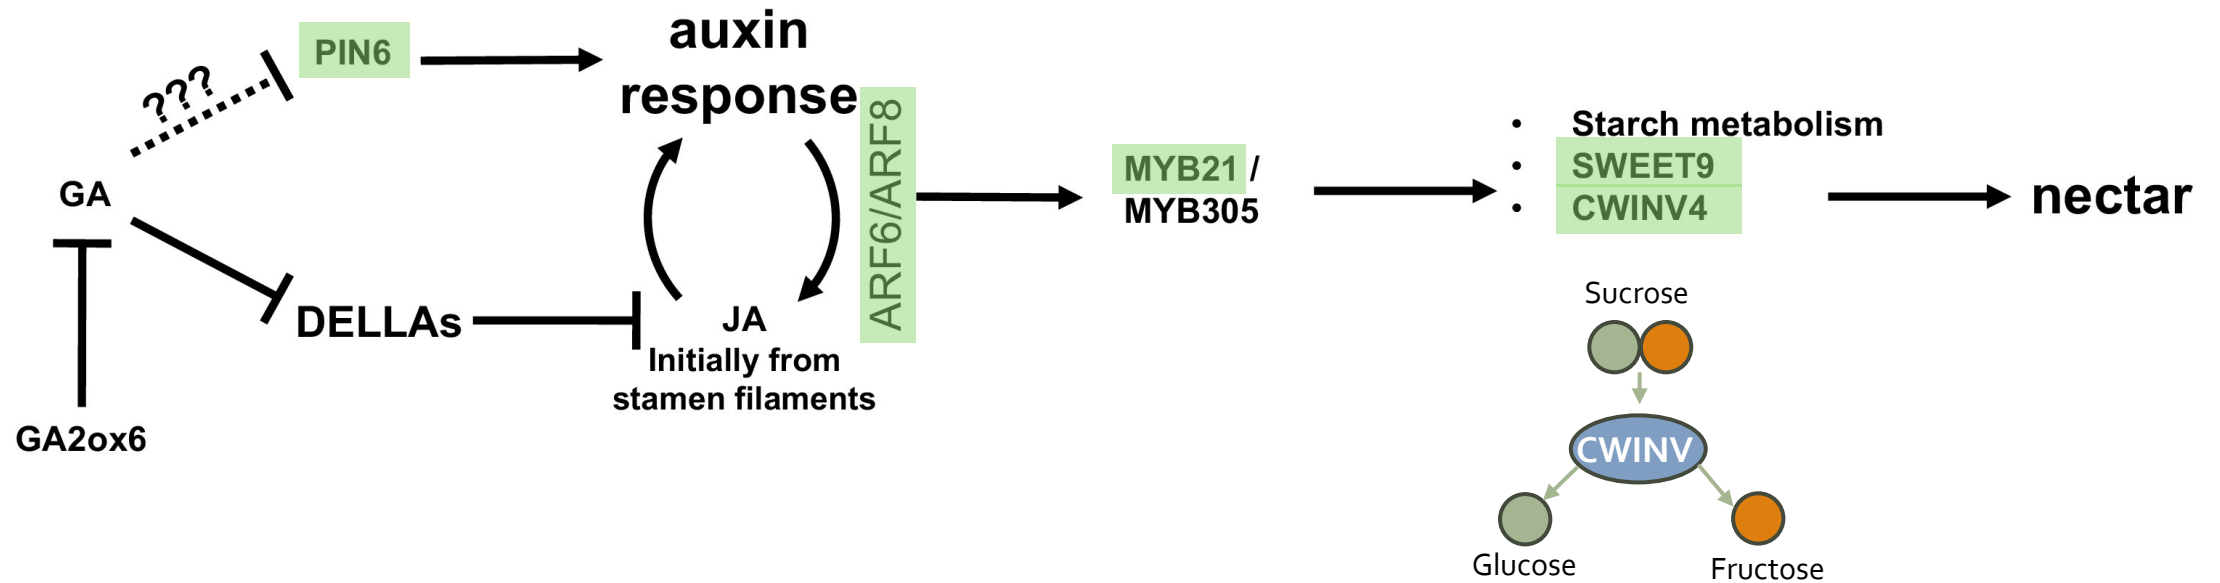 PIN6
auxin
response
???
GA
DELLAs
GA2ox6
JA
Initially from
stamen filaments
ARF6/ARF8
MYB21 /
MYB305
• Starch metabolism
• SWEET9
• CWINV4
nectar
Sucrose
CWINV
Glucose
Fructose